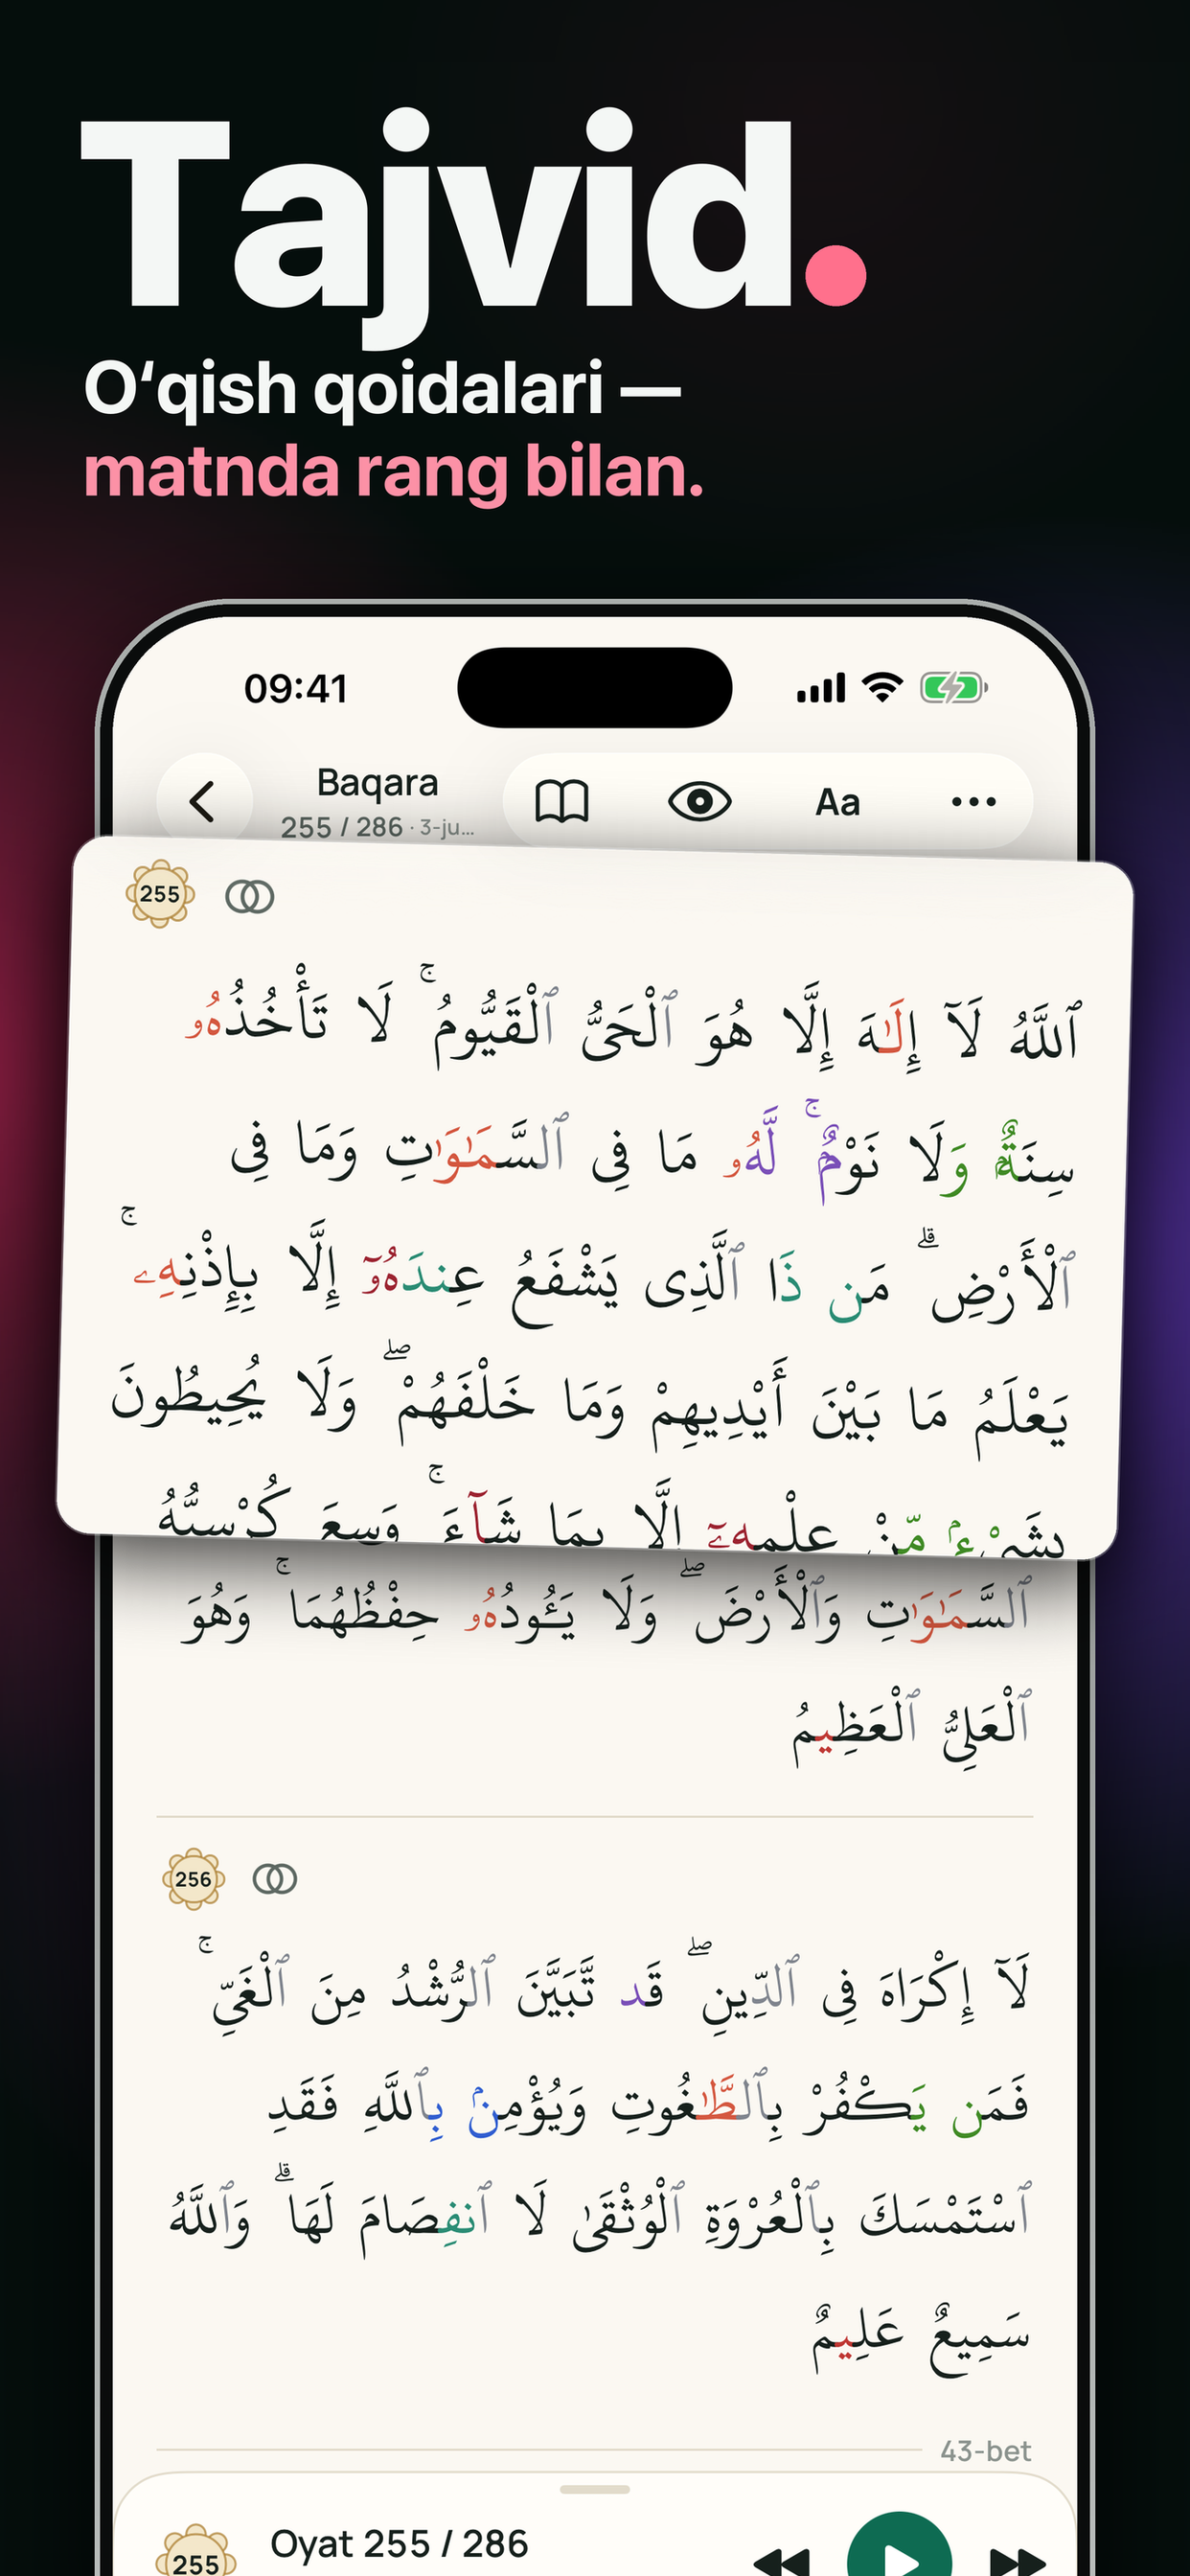 Tajvid.
Oʻqish qoidalari —
matnda rang bilan.
09:41
Baqara
255 / 286 · 3-ju...
Aa
255
ٱللَّهُ لَآ إِلَـٰهَ إِلَّا هُوَ ٱلْحَىُّ ٱلْقَيُّومُ ۚ لَا تَأْخُذُهُۥ
سِنَةٌۭ وَلَا نَوْمٌۭ ۚ لَّهُۥ مَا فِى ٱلسَّمَـٰوَٰتِ وَمَا فِى
ٱلْأَرْضِ ۗ مَن ذَا ٱلَّذِى يَشْفَعُ عِندَهُۥٓ إِلَّا بِإِذْنِهِۦ ۚ
يَعْلَمُ مَا بَيْنَ أَيْدِيهِمْ وَمَا خَلْفَهُمْ ۖ وَلَا يُحِيطُونَ
بِشَىْءٍۢ مِّنْ عِلْمِهِۦٓ إِلَّا بِمَا شَآءَ ۚ وَسِعَ كُرْسِيُّهُ
ٱلسَّمَـٰوَٰتِ وَٱلْأَرْضَ ۖ وَلَا يَـُٔودُهُۥ حِفْظُهُمَا ۚ وَهُوَ
ٱلْعَلِىُّ ٱلْعَظِيمُ
256
لَآ إِكْرَاهَ فِى ٱلدِّينِ ۖ قَد تَّبَيَّنَ ٱلرُّشْدُ مِنَ ٱلْغَىِّ ۚ
فَمَن يَكْفُرْ بِٱلطَّـٰغُوتِ وَيُؤْمِنۢ بِٱللَّهِ فَقَدِ
ٱسْتَمْسَكَ بِٱلْعُرْوَةِ ٱلْوُثْقَىٰ لَا ٱنفِصَامَ لَهَا ۗ وَٱللَّهُ
سَمِيعٌ عَلِيمٌ
43-bet
255
Oyat 255 / 286